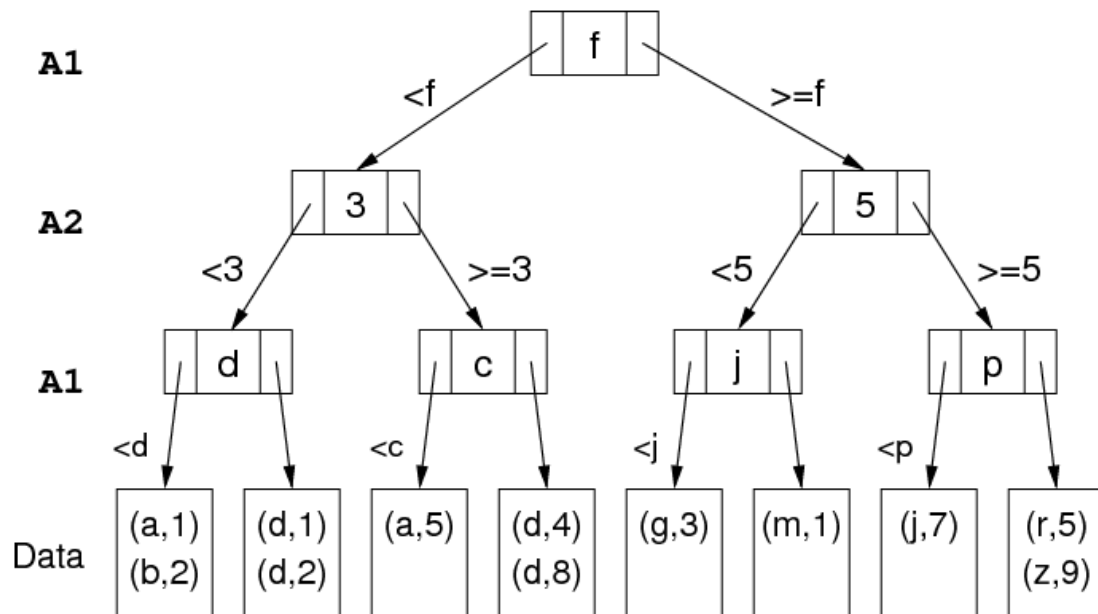 A1 f
<f >=f
A2 3 5
<3 >=3 <5 >=5
A1 d c j p
<d <c <j <p
(a,1) (d,1) (a,5) (d,4) (g,3) (m,1) (j,7) (r,5)
Data (b,2) (d,2) (d,8) (z,9)